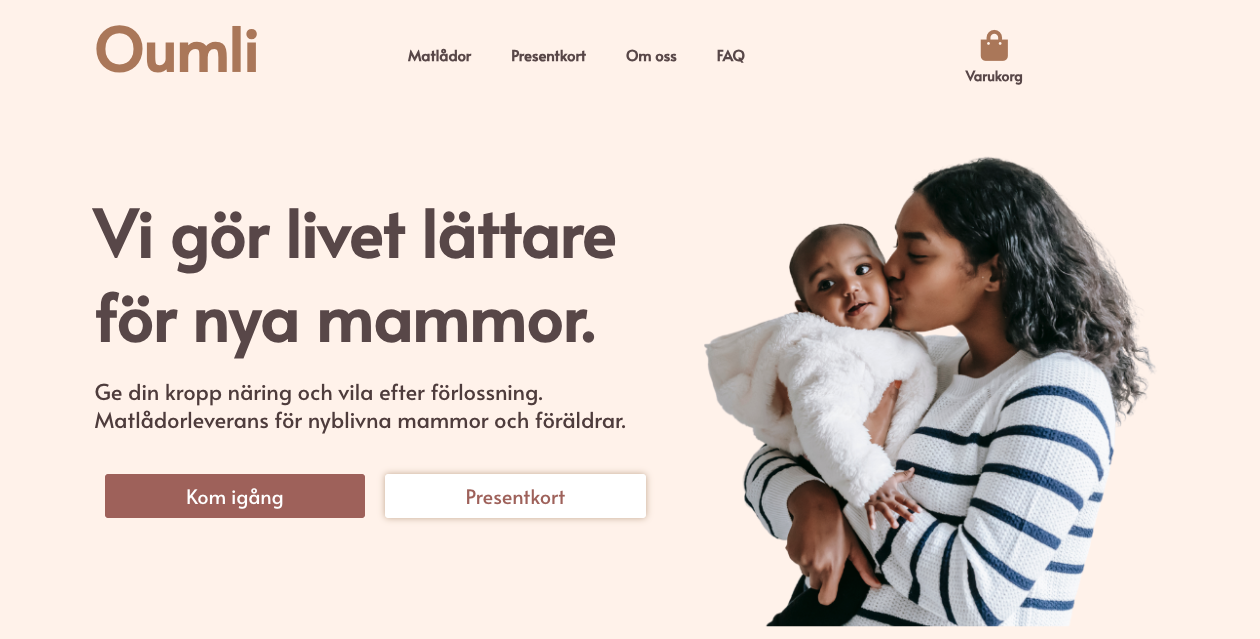 Oumli
Matlådor
Presentkort
Om oss
FAQ
Varukorg
Vi gör livet lättare
för nya mammor.
Ge din kropp näring och vila efter förlossning.
Matlådorleverans för nyblivna mammor och föräldrar.
Kom igång
Presentkort